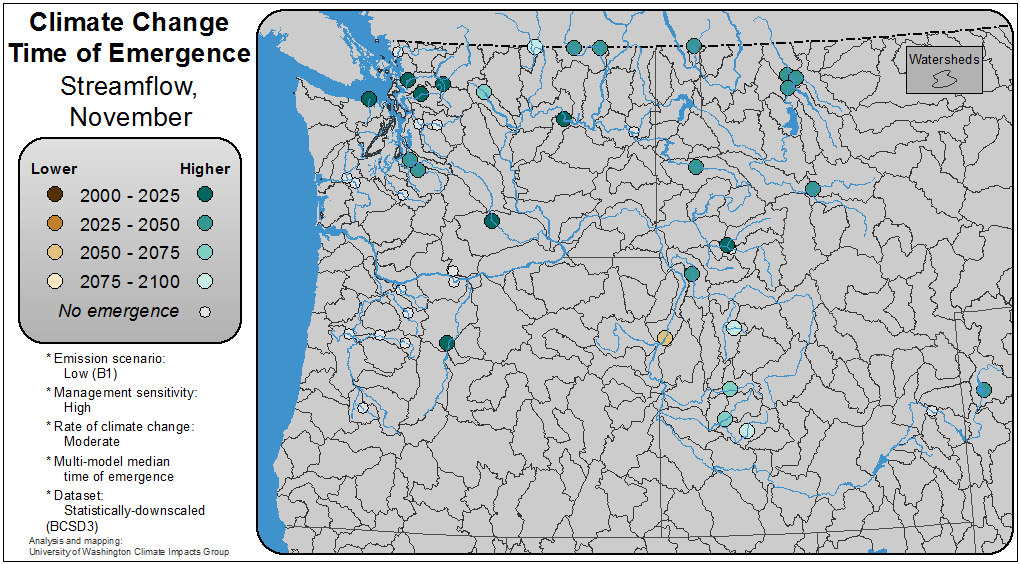 Climate Change
Time of Emergence
Streamflow,
November
Lower Higher
2000 - 2025
2025 - 2050
2050 - 2075
2075 - 2100
No emergence
* Emission scenario:
Low (B1)
* Management sensitivity:
High
* Rate of climate change:
Moderate
* Multi-model median
time of emergence
* Dataset:
Statistically-downscaled
(BCSD3)
Analysis and mapping:
University of Washington Climate Impacts Group
Watersheds